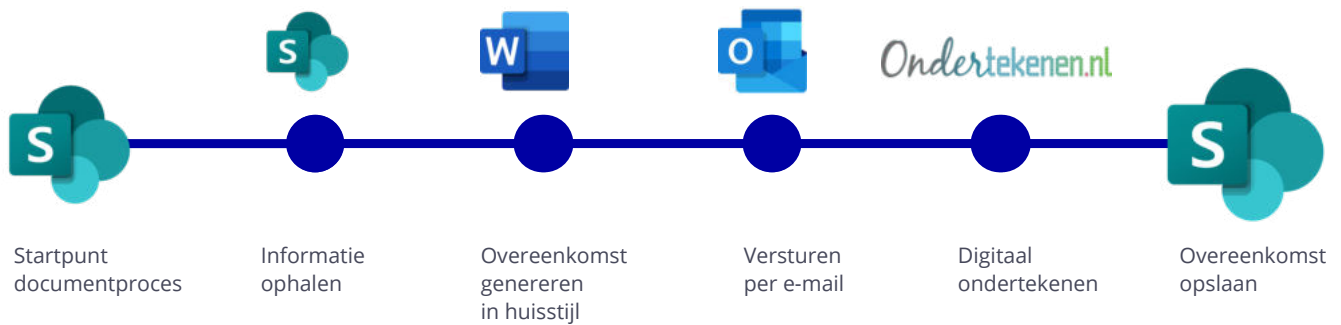 S
W
O
Ondertekenen.nl
S
S
Startpunt
documentproces
Informatie
ophalen
Overeenkomst
genereren
in huisstijl
Versturen
per e-mail
Digitaal
ondertekenen
Overeenkomst
opslaan